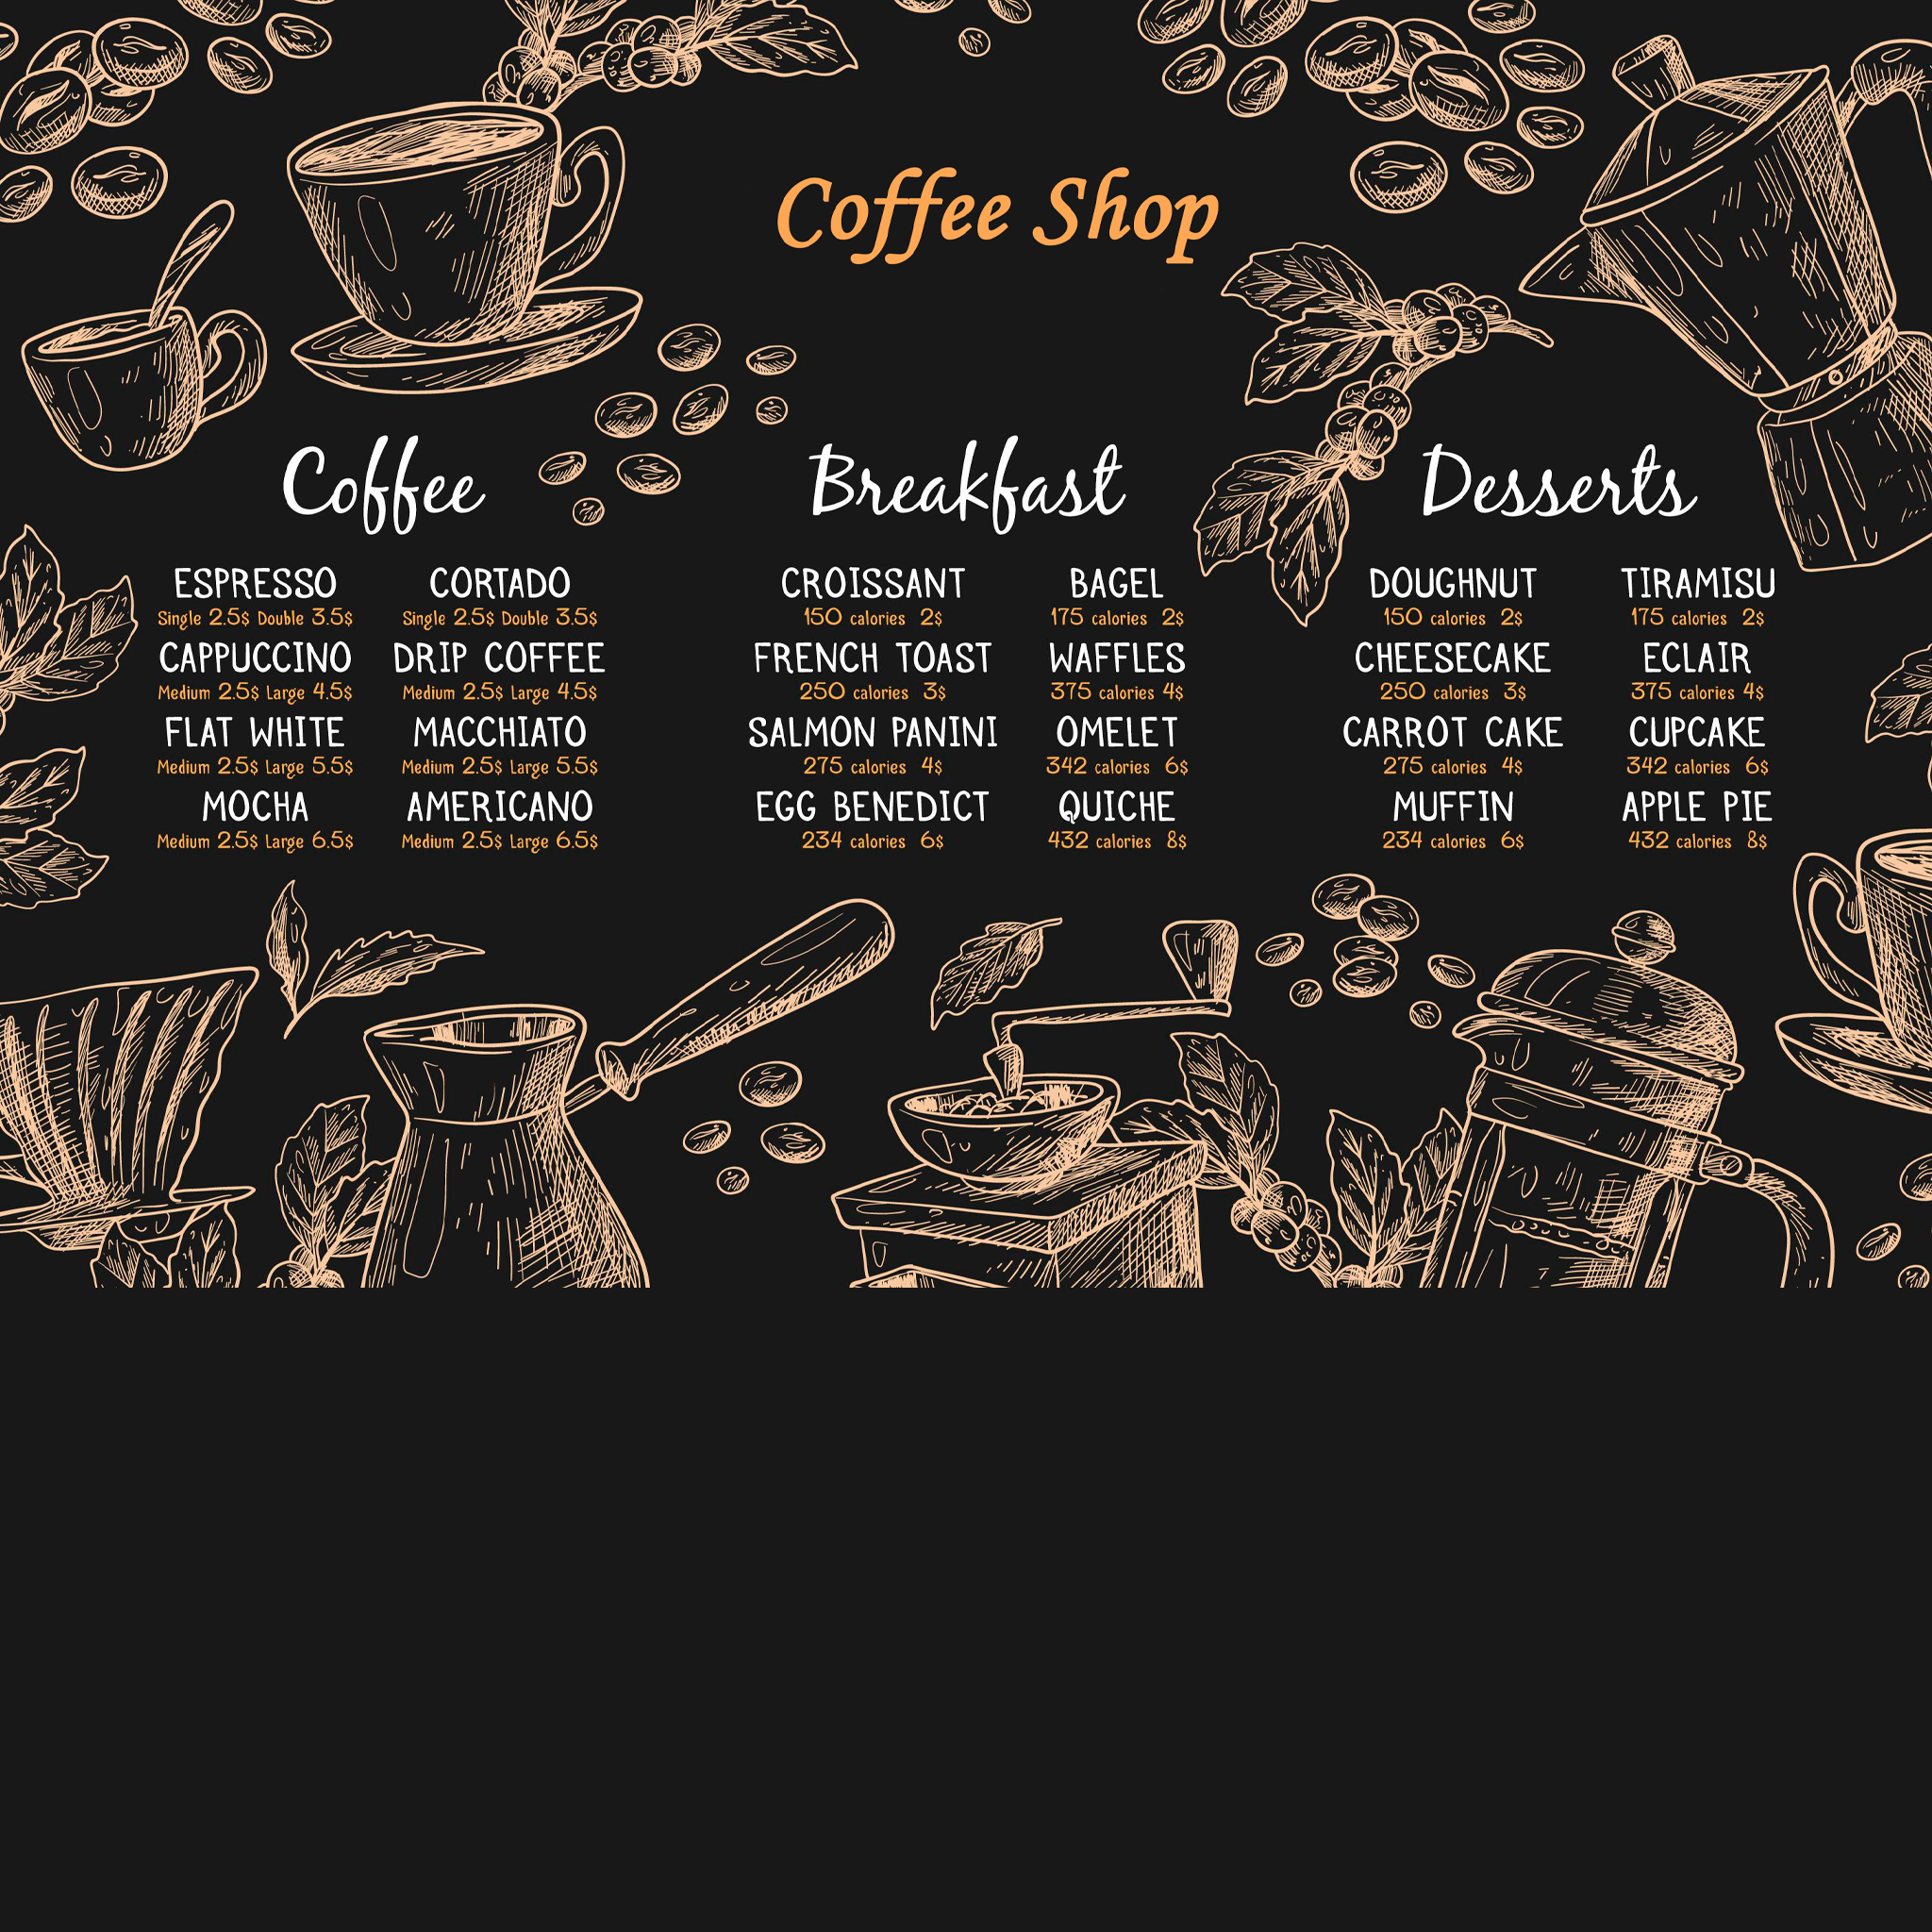 Coffee Shop
Coffee
ESPRESSO
Single 2.5$ Double 3.5$
CAPPUCCINO
Medium 2.5$ Large 4.5$
FLAT WHITE
Medium 2.5$ Large 5.5$
MOCHA
Medium 2.5$ Large 6.5$
CORTADO
Single 2.5$ Double 3.5$
DRIP COFFEE
Medium 2.5$ Large 4.5$
MACCHIATO
Medium 2.5$ Large 5.5$
AMERICANO
Medium 2.5$ Large 6.5$
Breakfast
CROISSANT
150 calories 2$
FRENCH TOAST
250 calories 3$
SALMON PANINI
275 calories 4$
EGG BENEDICT
234 calories 6$
BAGEL
175 calories 2$
WAFFLES
375 calories 4$
OMELET
342 calories 6$
QUICHE
432 calories 8$
Desserts
DOUGHNUT
150 calories 2$
CHEESECAKE
250 calories 3$
CARROT CAKE
275 calories 4$
MUFFIN
234 calories 6$
TIRAMISU
175 calories 2$
ECLAIR
375 calories 4$
CUPCAKE
342 calories 6$
APPLE PIE
432 calories 8$